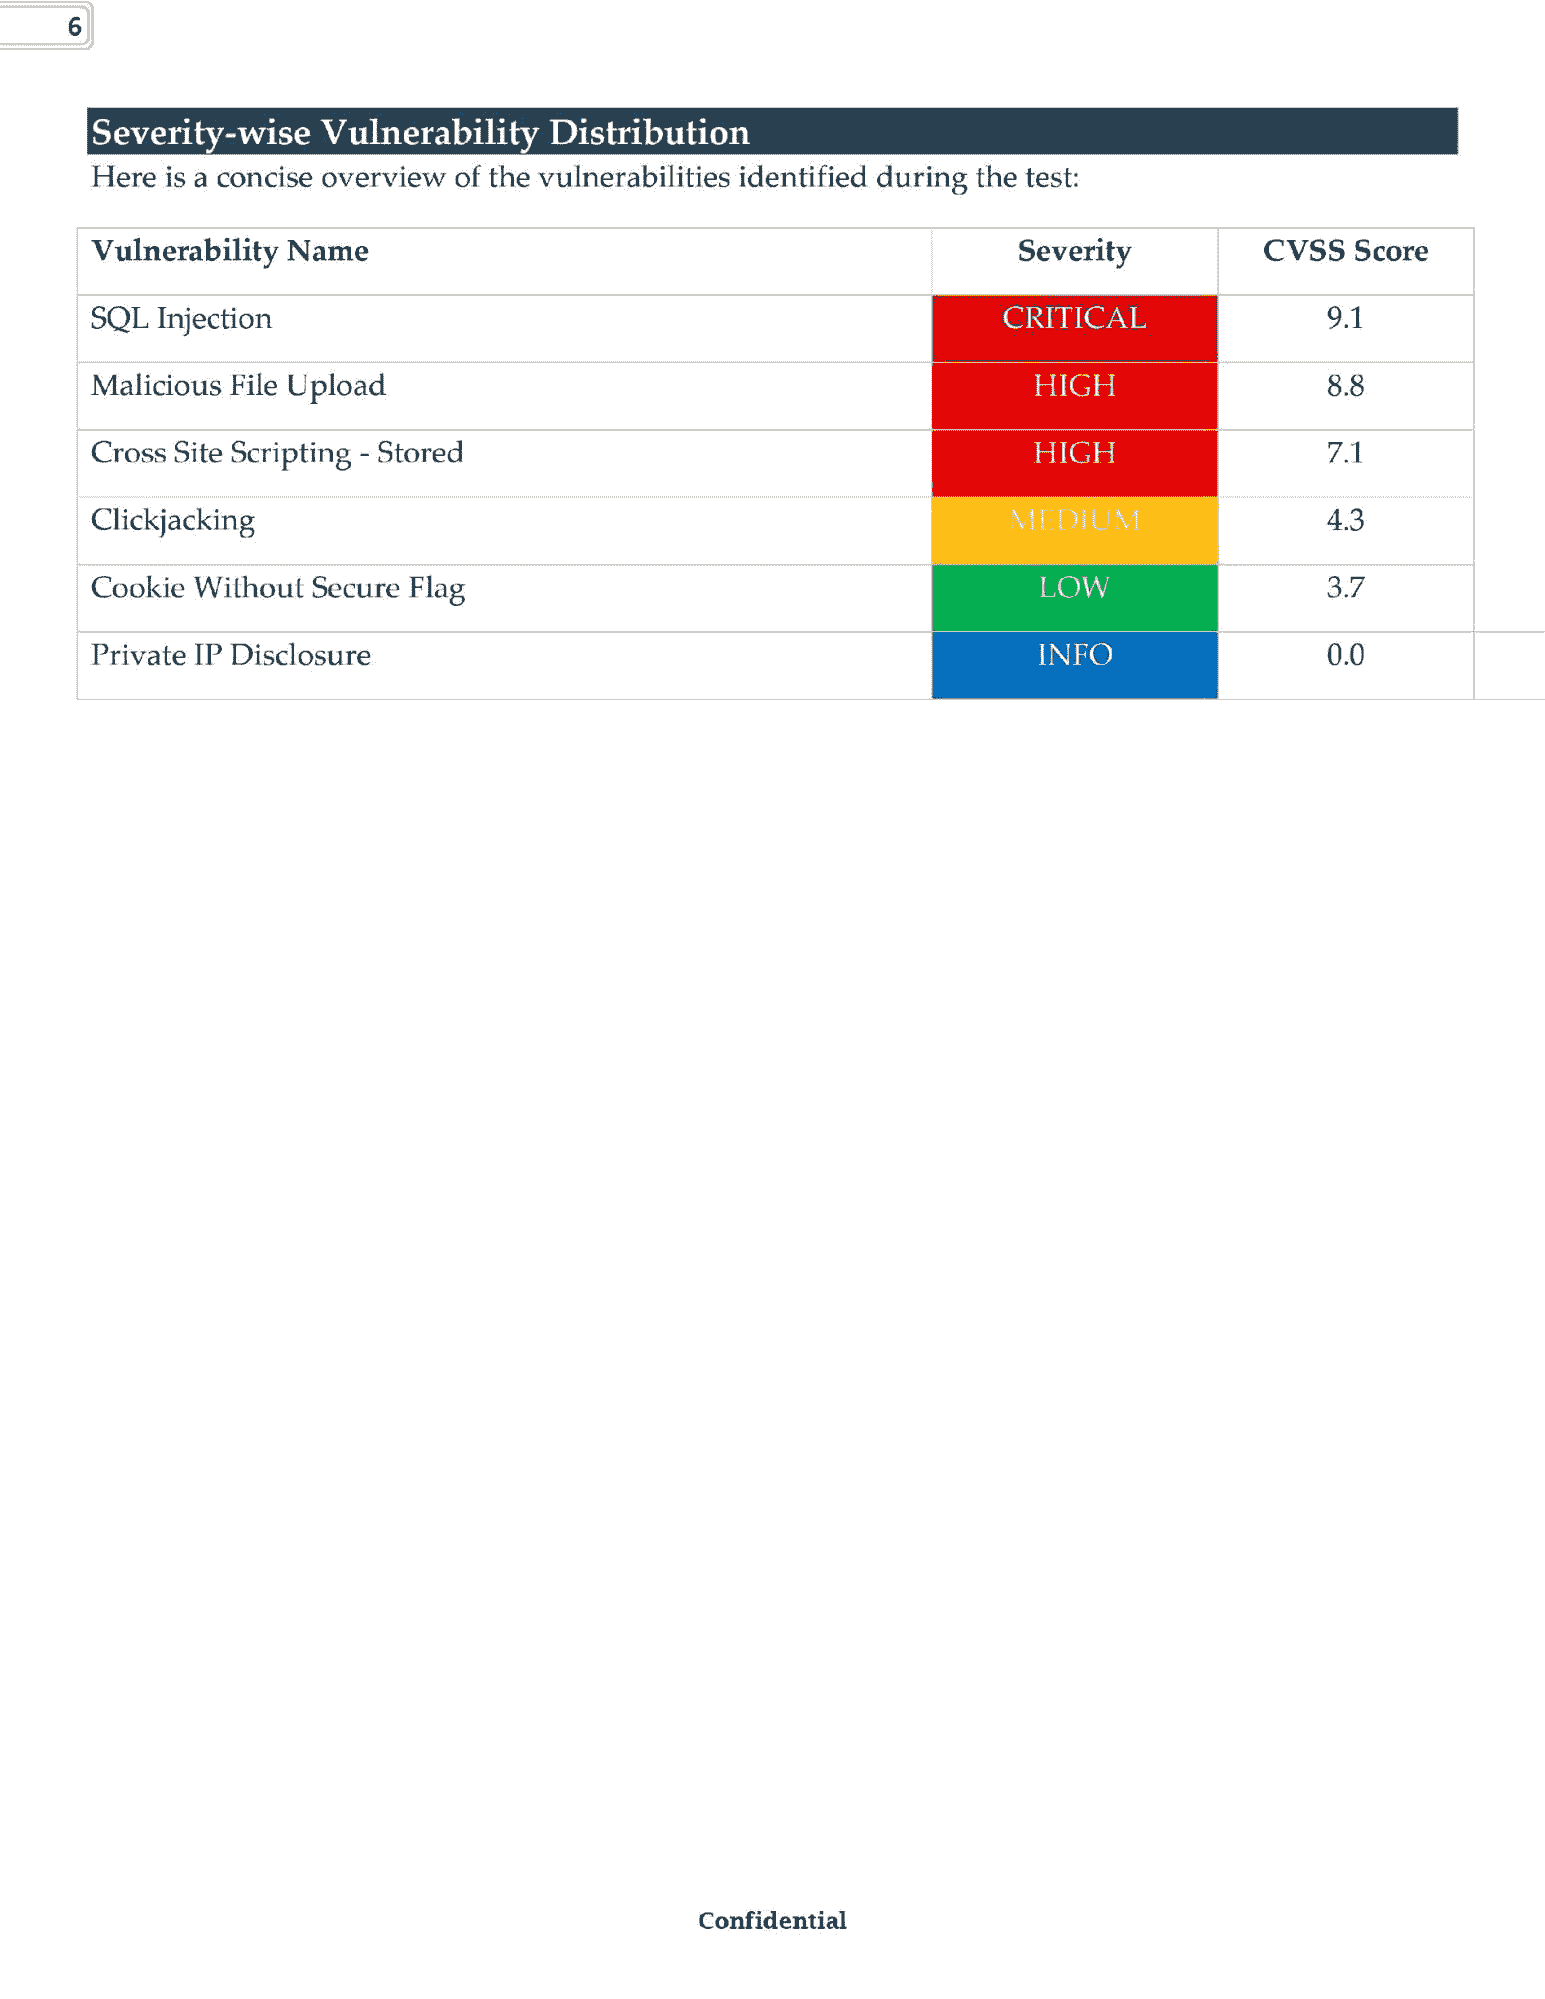 6
Severity-wise Vulnerability Distribution
Here is a concise overview of the vulnerabilities identified during the test:
Vulnerability Name Severity CVSS Score
SQL Injection CRITICAL 9.1
Malicious File Upload HIGH 8.8
Cross Site Scripting - Stored HIGH 7.1
Clickjacking MEDIUM 4.3
Cookie Without Secure Flag LOW 3.7
Private IP Disclosure INFO 0.0
Confidential